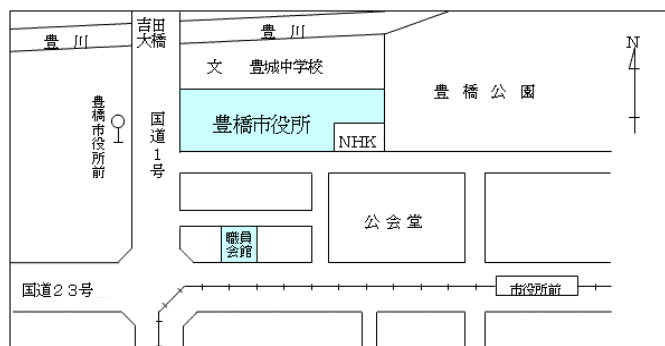 吉田
大橋
豊 川
豊 川
N
文 豊城中学校
豊 橋 公 園
豊橋市役所前
国道1号
豊橋市役所
NHK
公 会 堂
職員
会館
国道23号
市役所前